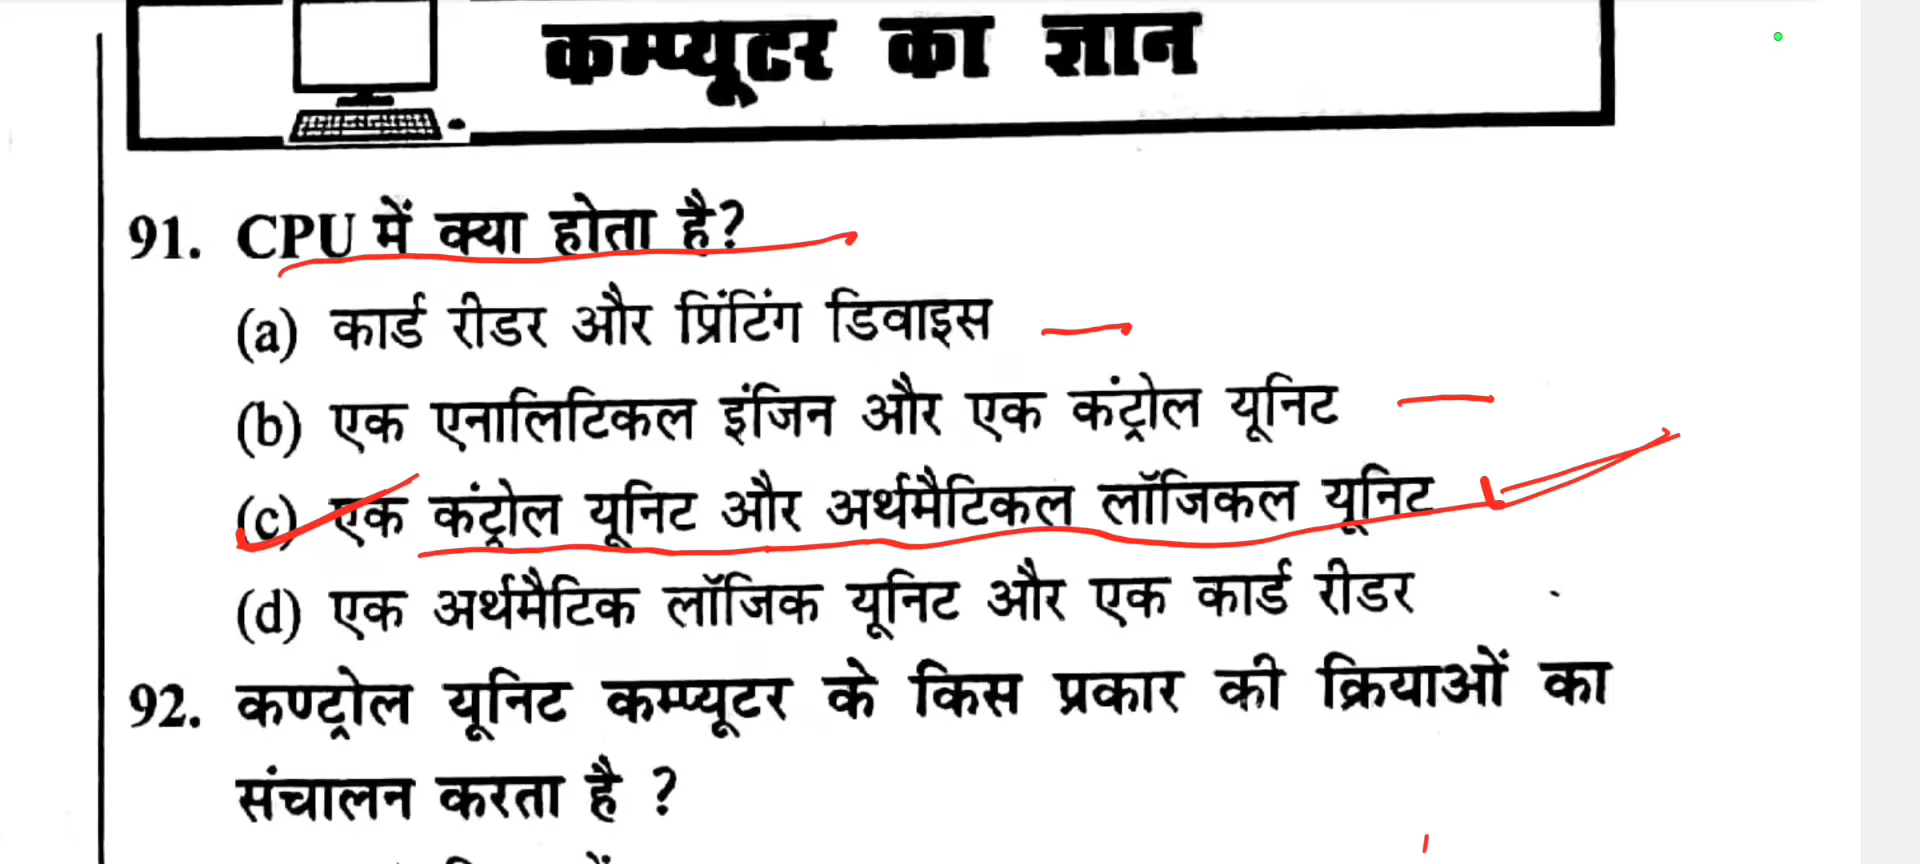 कम्प्यूटर का ज्ञान
91. CPU में क्या होता है?
(a) कार्ड रीडर और प्रिंटिंग डिवाइस
(b) एक एनालिटिकल इंजिन और एक कंट्रोल यूनिट
(c) एक कंट्रोल यूनिट और अर्थमैटिकल लॉजिकल यूनिट
(d) एक अर्थमैटिक लॉजिक यूनिट और एक कार्ड रीडर
92. कण्ट्रोल यूनिट कम्प्यूटर के किस प्रकार की क्रियाओं का
संचालन करता है ?